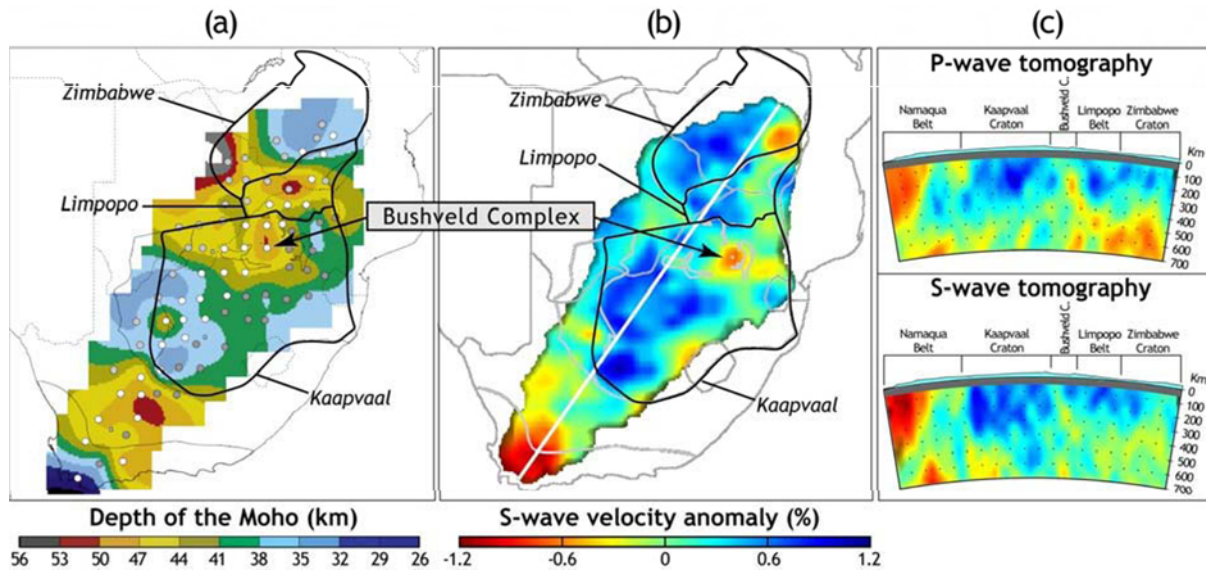 (a)
(b)
(c)
Zimbabwe
Limpopo
Kaapvaal
Bushveld Complex
Zimbabwe
Limpopo
Kaapvaal
P-wave tomography
Namaqua
Belt
Kaapvaal
Craton
Bushveld C.
Limpopo
Belt
Zimbabwe
Craton
Km
0
100
200
300
400
500
600
700
S-wave tomography
Namaqua
Belt
Kaapvaal
Craton
Bushveld C.
Limpopo
Belt
Zimbabwe
Craton
Km
0
100
200
300
400
500
600
700
Depth of the Moho (km)
56 53 50 47 44 41 38 35 32 29 26
S-wave velocity anomaly (%)
-1.2 -0.6 0 0.6 1.2